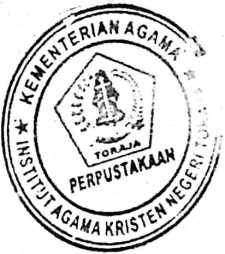 KEMENTERIAN AGAMA
TORAJA
PERPUSTAKAAN
INSTITUT AGAMA KRISTEN NEGERI